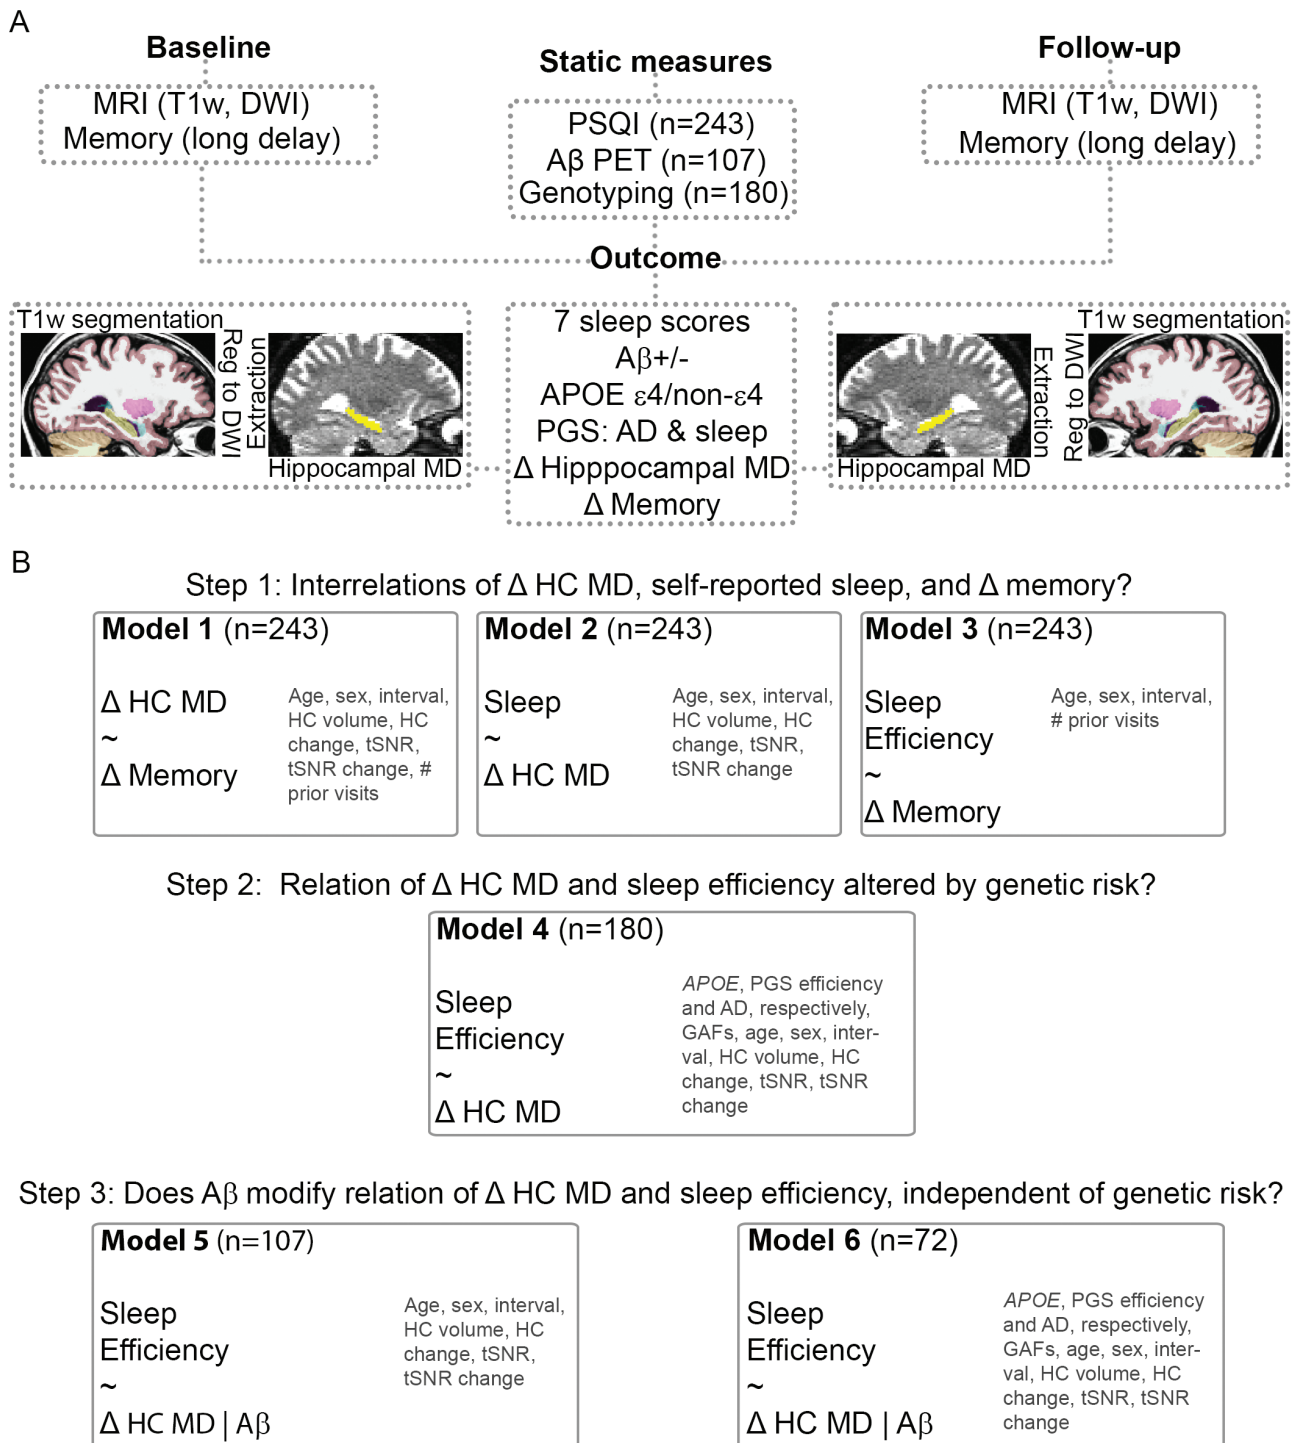 A
Baseline
MRI (T1w, DWI)
Memory (long delay)
Static measures
PSQI (n=243)
Aβ PET (n=107)
Genotyping (n=180)
Follow-up
MRI (T1w, DWI)
Memory (long delay)
Outcome
T1w segmentation
Reg to DWI
Extraction
Hippocampal MD
7 sleep scores
Aβ+/-
APOE ε4/non-ε4
PGS: AD & sleep
Δ Hipppocampal MD
Δ Memory
T1w segmentation
Reg to DWI
Extraction
Hippocampal MD
B
Step 1: Interrelations of Δ HC MD, self-reported sleep, and Δ memory?
Model 1 (n=243)
Δ HC MD
~
Δ Memory
Age, sex, interval,
HC volume, HC
change, tSNR,
tSNR change, #
prior visits
Model 2 (n=243)
Sleep
~
Δ HC MD
Age, sex, interval,
HC volume, HC
change, tSNR,
tSNR change
Model 3 (n=243)
Sleep
Efficiency
~
Δ Memory
Age, sex, interval,
# prior visits
Step 2:  Relation of Δ HC MD and sleep efficiency altered by genetic risk?
Model 4 (n=180)
Sleep
Efficiency
~
Δ HC MD
APOE, PGS efficiency
and AD, respectively,
GAFs, age, sex, inter-
val, HC volume, HC
change, tSNR, tSNR
change
Step 3: Does Aβ modify relation of Δ HC MD and sleep efficiency, independent of genetic risk?
Model 5 (n=107)
Sleep
Efficiency
~
Δ HC MD | Aβ
Age, sex, interval,
HC volume, HC
change, tSNR,
tSNR change
Model 6 (n=72)
Sleep
Efficiency
~
Δ HC MD | Aβ
APOE, PGS efficiency
and AD, respectively,
GAFs, age, sex, inter-
val, HC volume, HC
change, tSNR, tSNR
change